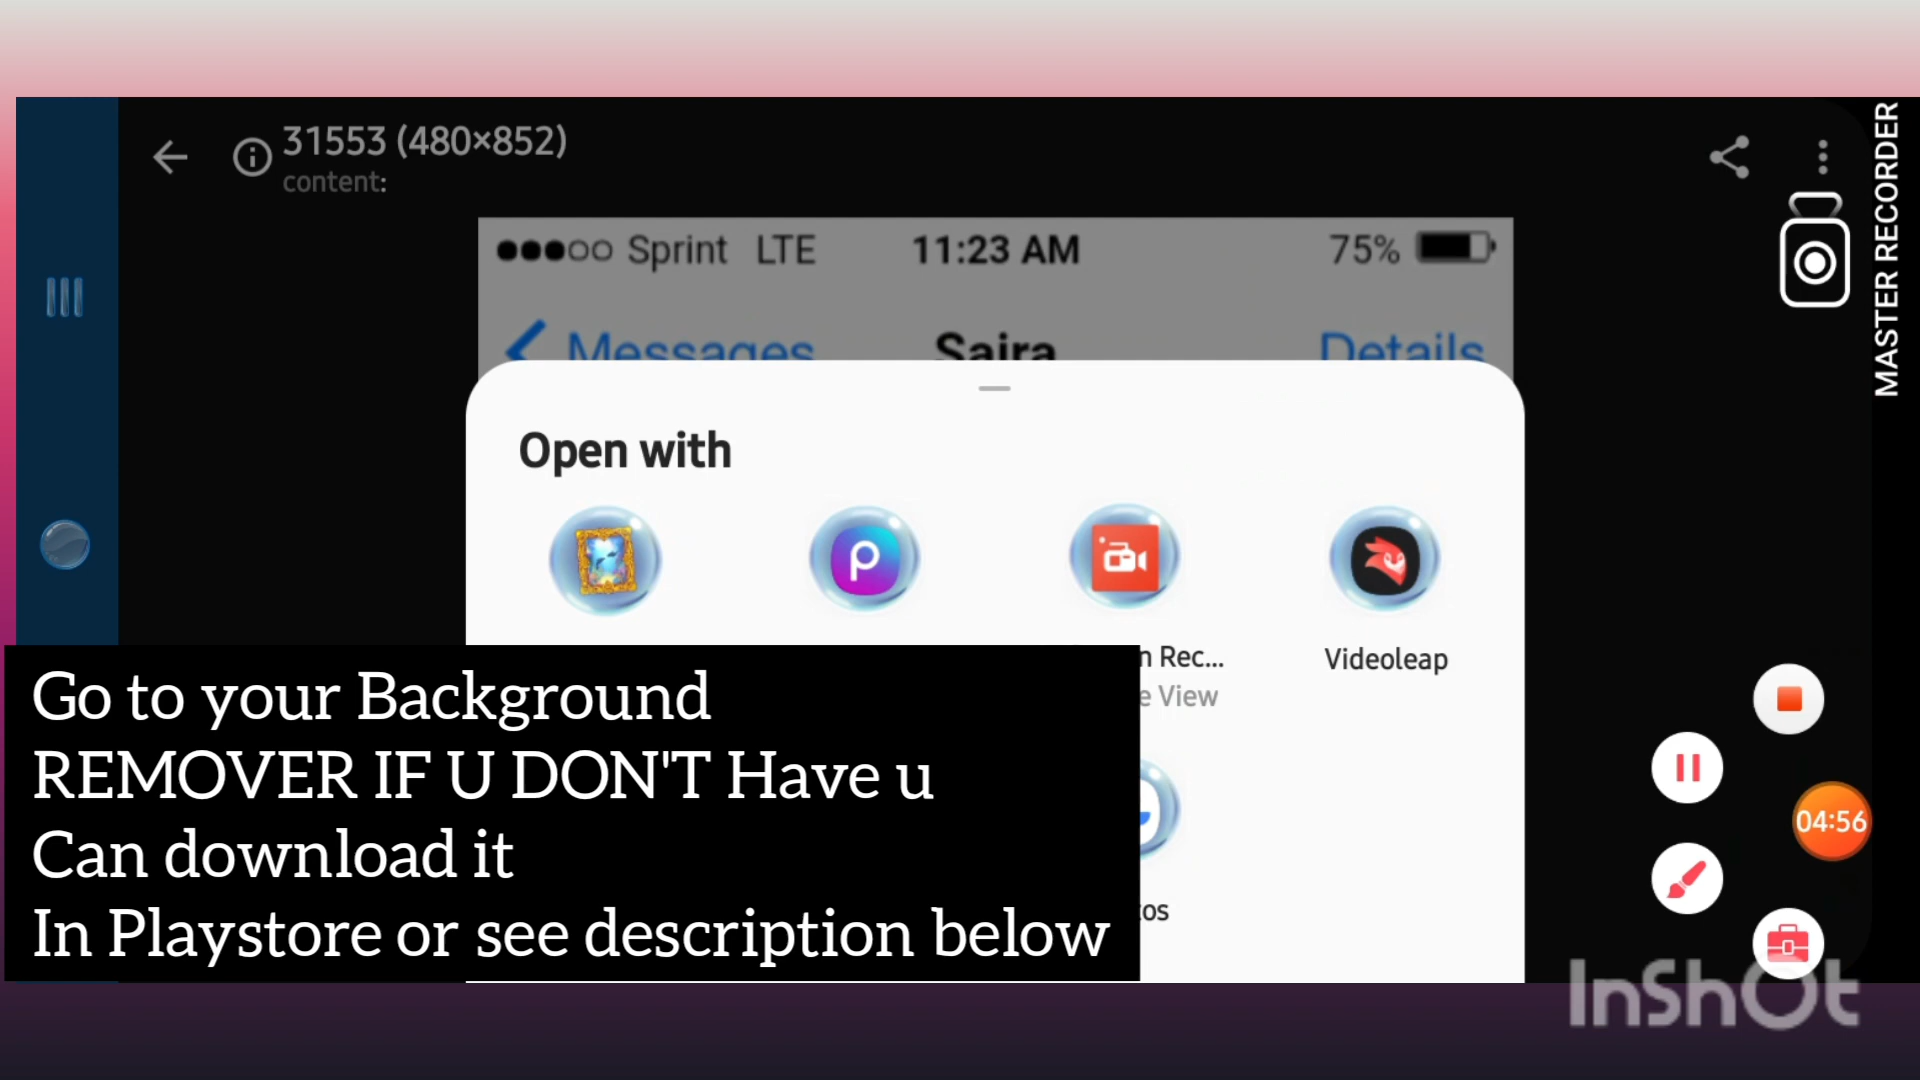 31553 (480×852)
content:
MASTER RECORDER
Sprint LTE 11:23 AM 75%
Messages Saira Details
Open with
Rec...
View
Videoleap
Go to your Background
REMOVER IF U DON'T Have u
Can download it
In Playstore or see description below
04:56
InShOt